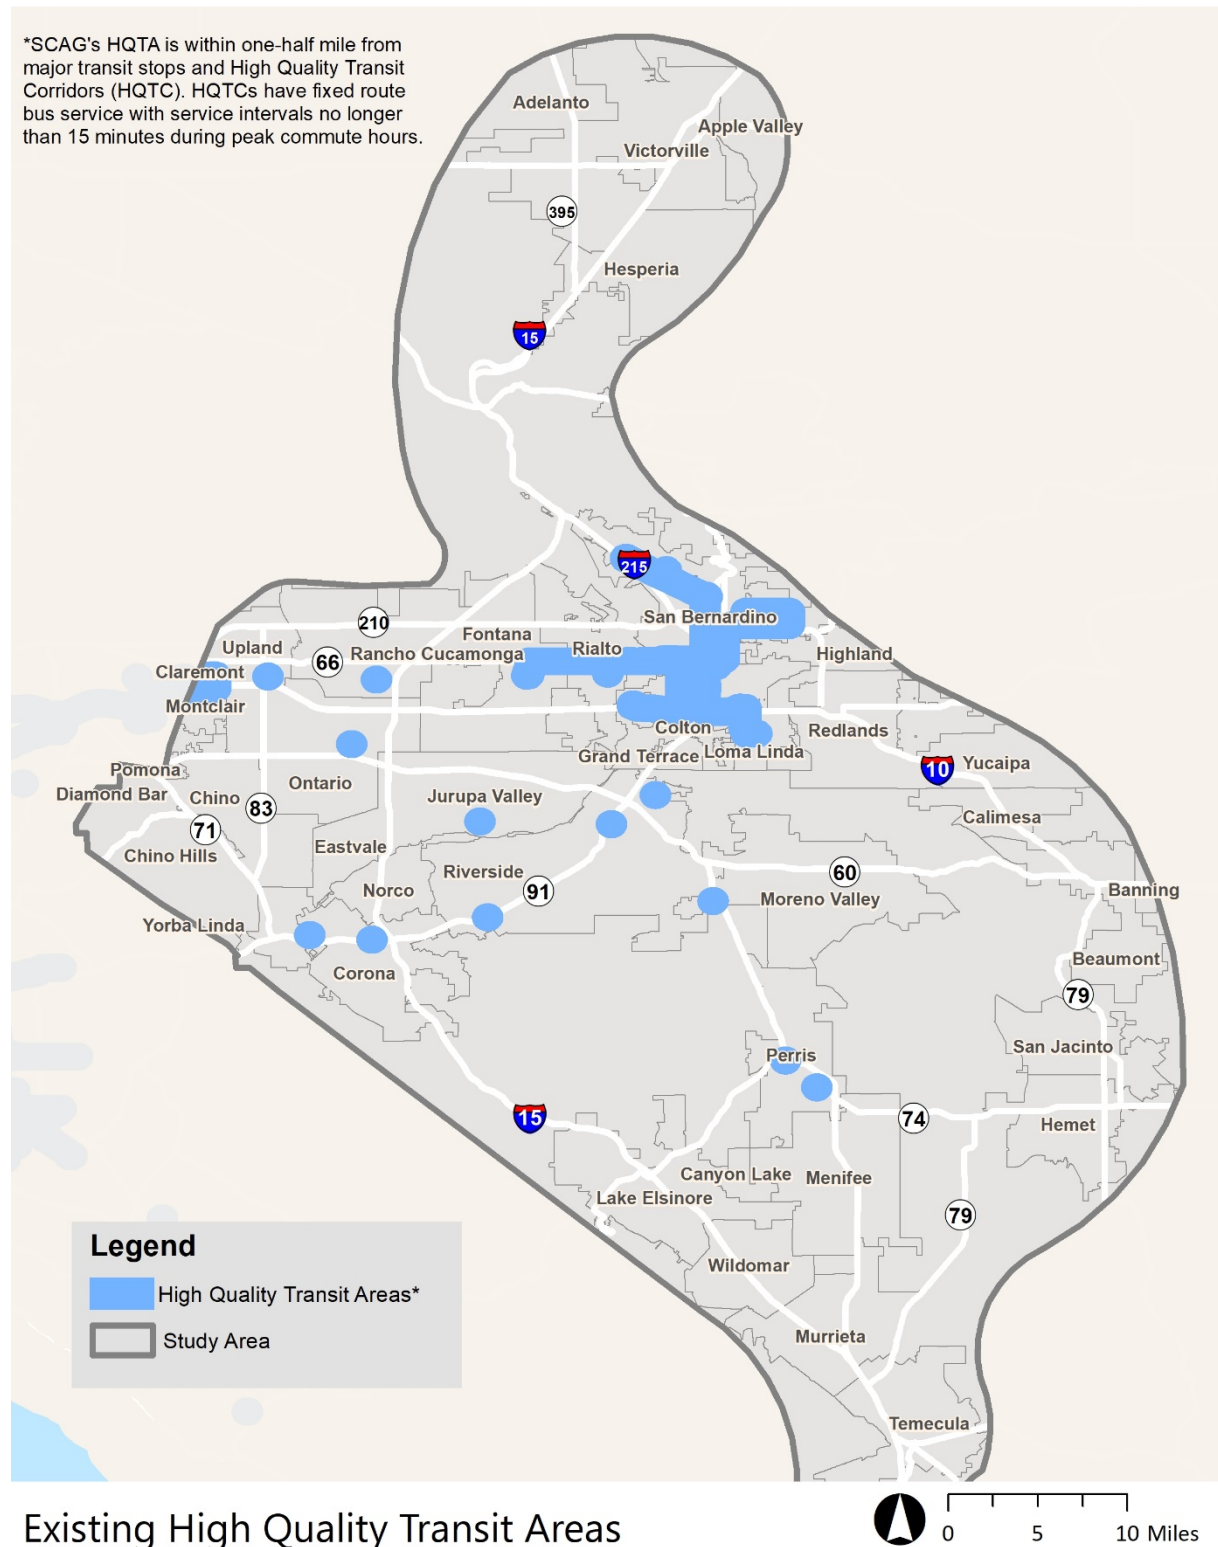 *SCAG's HQTA is within one-half mile from
major transit stops and High Quality Transit
Corridors (HQTC). HQTCs have fixed route
bus service with service intervals no longer
than 15 minutes during peak commute hours.
Adelanto
Apple Valley
Victorville
395
Hesperia
15
215
San Bernardino
210
Fontana
Upland
66
Rancho Cucamonga
Rialto
Highland
Claremont
Montclair
Colton
Redlands
Grand Terrace
Loma Linda
10
Yucaipa
Pomona
Ontario
Diamond Bar
Chino
83
Jurupa Valley
71
Calimesa
Chino Hills
Eastvale
Riverside
60
Norco
91
Moreno Valley
Banning
Yorba Linda
Corona
Beaumont
79
Perris
San Jacinto
15
74
Hemet
Canyon Lake
Menifee
Lake Elsinore
79
Wildomar
Murrieta
Temecula
Legend
High Quality Transit Areas*
Study Area
Existing High Quality Transit Areas
0 5 10 Miles